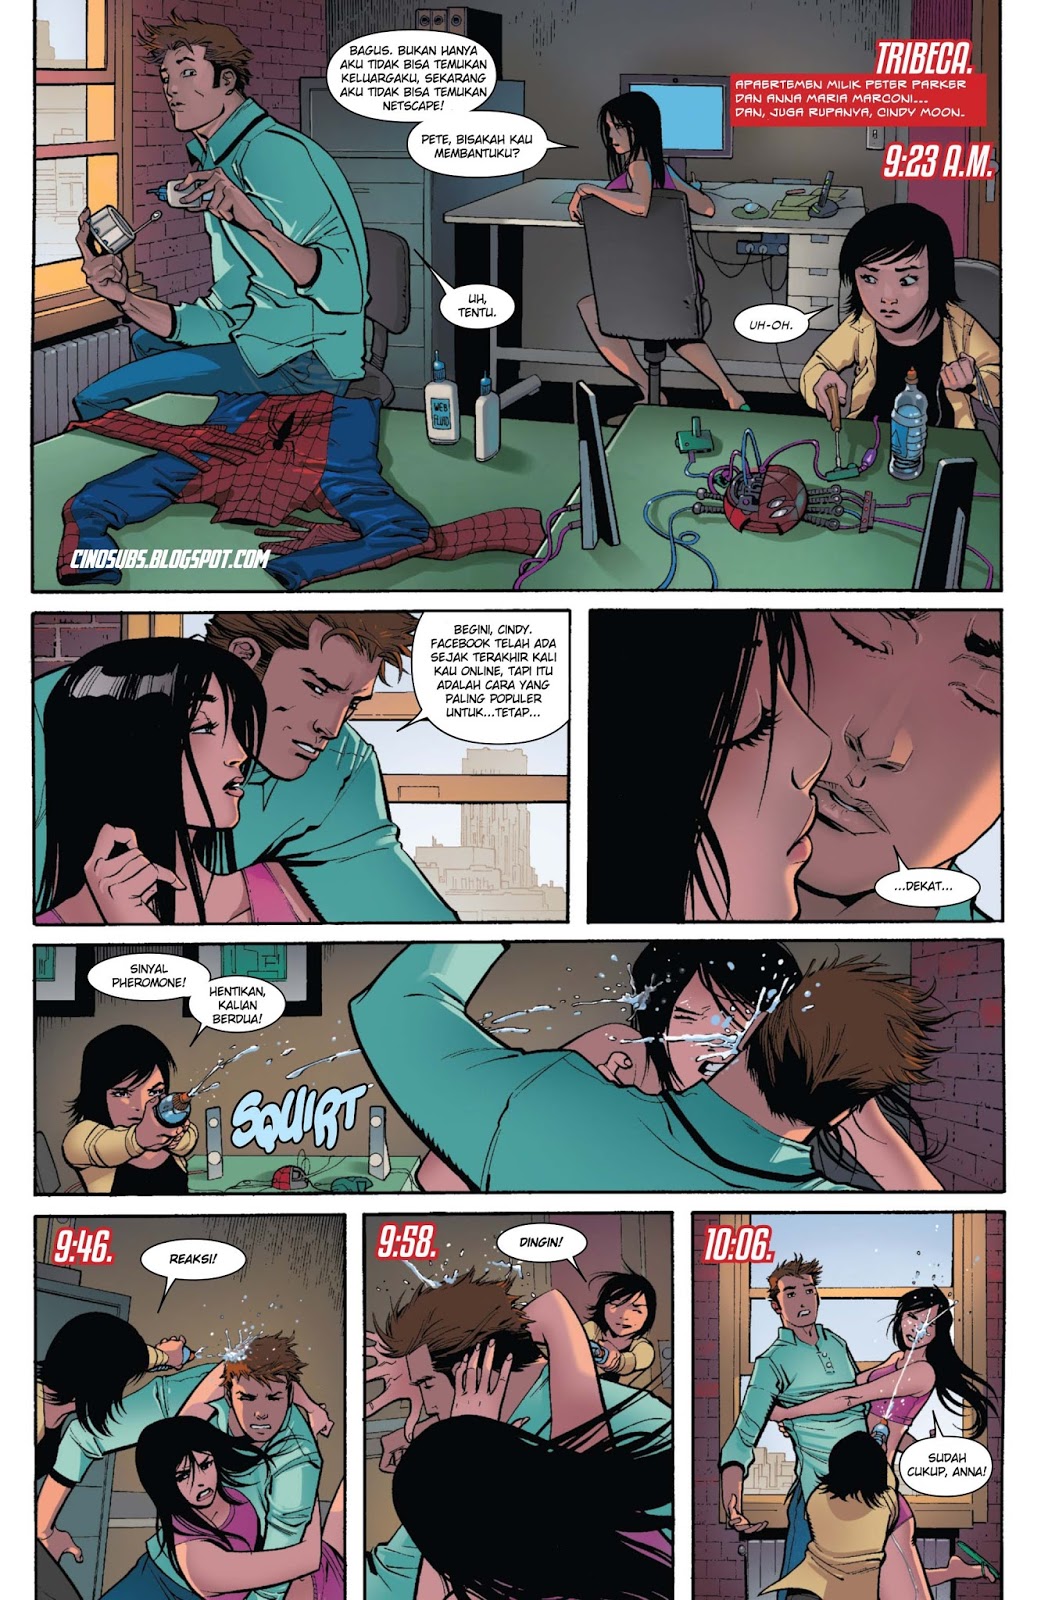 BAGUS. BUKAN HANYA
AKU TIDAK BISA TEMUKAN
KELUARGAKU, SEKARANG
AKU TIDAK BISA TEMUKAN
NETSCAPE!
PETE, BISAKAH KAU
MEMBANTUKU?
TRIBECA.
APAERTEMEN MILIK PETER PARKER
DAN ANNA MARIA MARCONI...
DAN, JUGA RUPANYA, CINDY MOON.
9:23 A.M.
UH,
TENTU.
UH-OH.
WEB
FLUID
CINOSUBS.BLOGSPOT.COM
BEGINI, CINDY.
FACEBOOK TELAH ADA
SEJAK TERAKHIR KALI
KAU ONLINE, TAPI ITU
ADALAH CARA YANG
PALING POPULER
UNTUK...TETAP...
...DEKAT...
SINYAL
PHEROMONE!
HENTIKAN,
KALIAN
BERDUA!
SQUIRT
9:46.
REAKSI!
9:58.
DINGIN!
10:06.
SUDAH
CUKUP, ANNA!